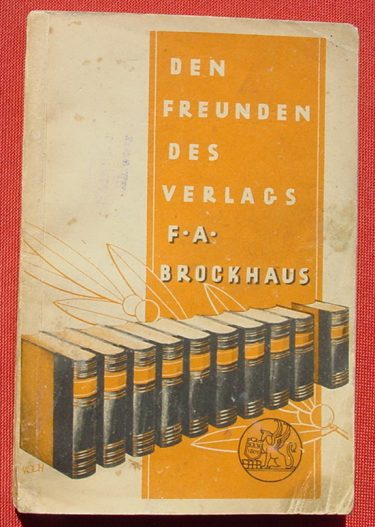 DEN
FREUNDEN
DES
VERLAGS
F·A·
BROCKHAUS